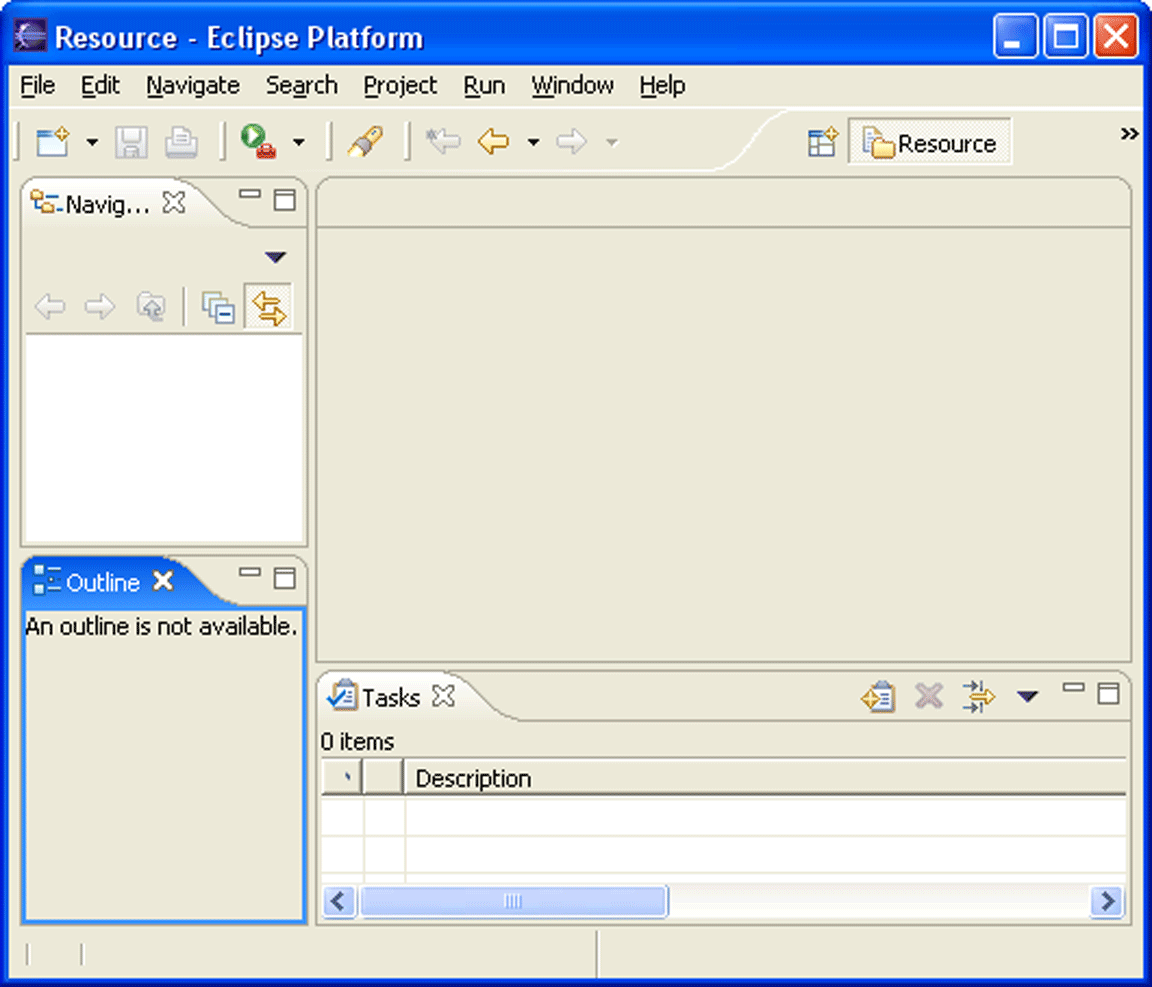 Resource - Eclipse Platform
File Edit Navigate Search Project Run Window Help
Resource
Navig...
Outline
An outline is not available.
Tasks
0 items
Description